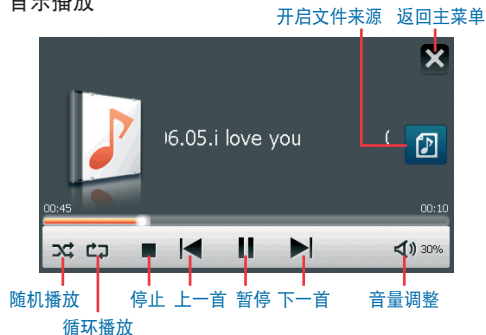 音乐播放
开启文件来源 返回主菜单
06.05.i love you
00:45 00:10
30%
随机播放 停止 上一首 暂停 下一首 音量调整
循环播放